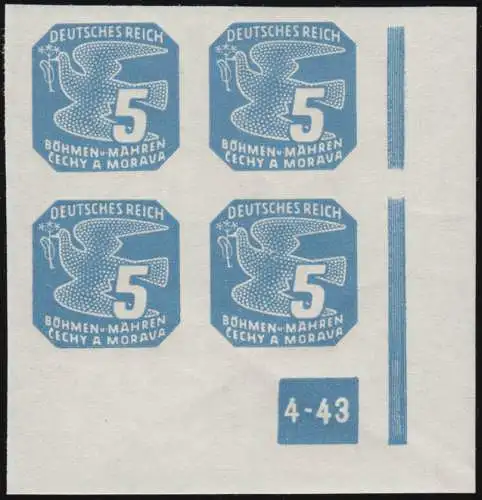 DEUTSCHES REICH
5
BÖHMEN u. MÄHREN
ČECHY A MORAVA
DEUTSCHES REICH
5
BÖHMEN u. MÄHREN
ČECHY A MORAVA
DEUTSCHES REICH
5
BÖHMEN u. MÄHREN
ČECHY A MORAVA
DEUTSCHES REICH
5
BÖHMEN u. MÄHREN
ČECHY A MORAVA
4-43